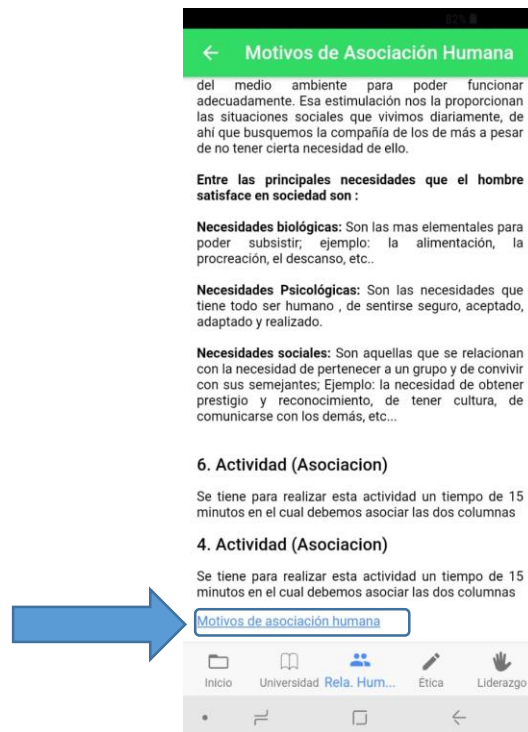 82%
Motivos de Asociación Humana
del medio ambiente para poder funcionar
adecuadamente. Esa estimulación nos la proporcionan
las situaciones sociales que vivimos diariamente, de
ahí que busquemos la compañía de los de más a pesar
de no tener cierta necesidad de ello.
Entre las principales necesidades que el hombre
satisface en sociedad son :
Necesidades biológicas: Son las mas elementales para
poder subsistir; ejemplo: la alimentación, la
procreación, el descanso, etc..
Necesidades Psicológicas: Son las necesidades que
tiene todo ser humano , de sentirse seguro, aceptado,
adaptado y realizado.
Necesidades sociales: Son aquellas que se relacionan
con la necesidad de pertenecer a un grupo y de convivir
con sus semejantes; Ejemplo: la necesidad de obtener
prestigio y reconocimiento, de tener cultura, de
comunicarse con los demás, etc...
6. Actividad (Asociacion)
Se tiene para realizar esta actividad un tiempo de 15
minutos en el cual debemos asociar las dos columnas
4. Actividad (Asociacion)
Se tiene para realizar esta actividad un tiempo de 15
minutos en el cual debemos asociar las dos columnas
Motivos de asociación humana
Inicio Universidad Rela. Hum... Ética Liderazgo